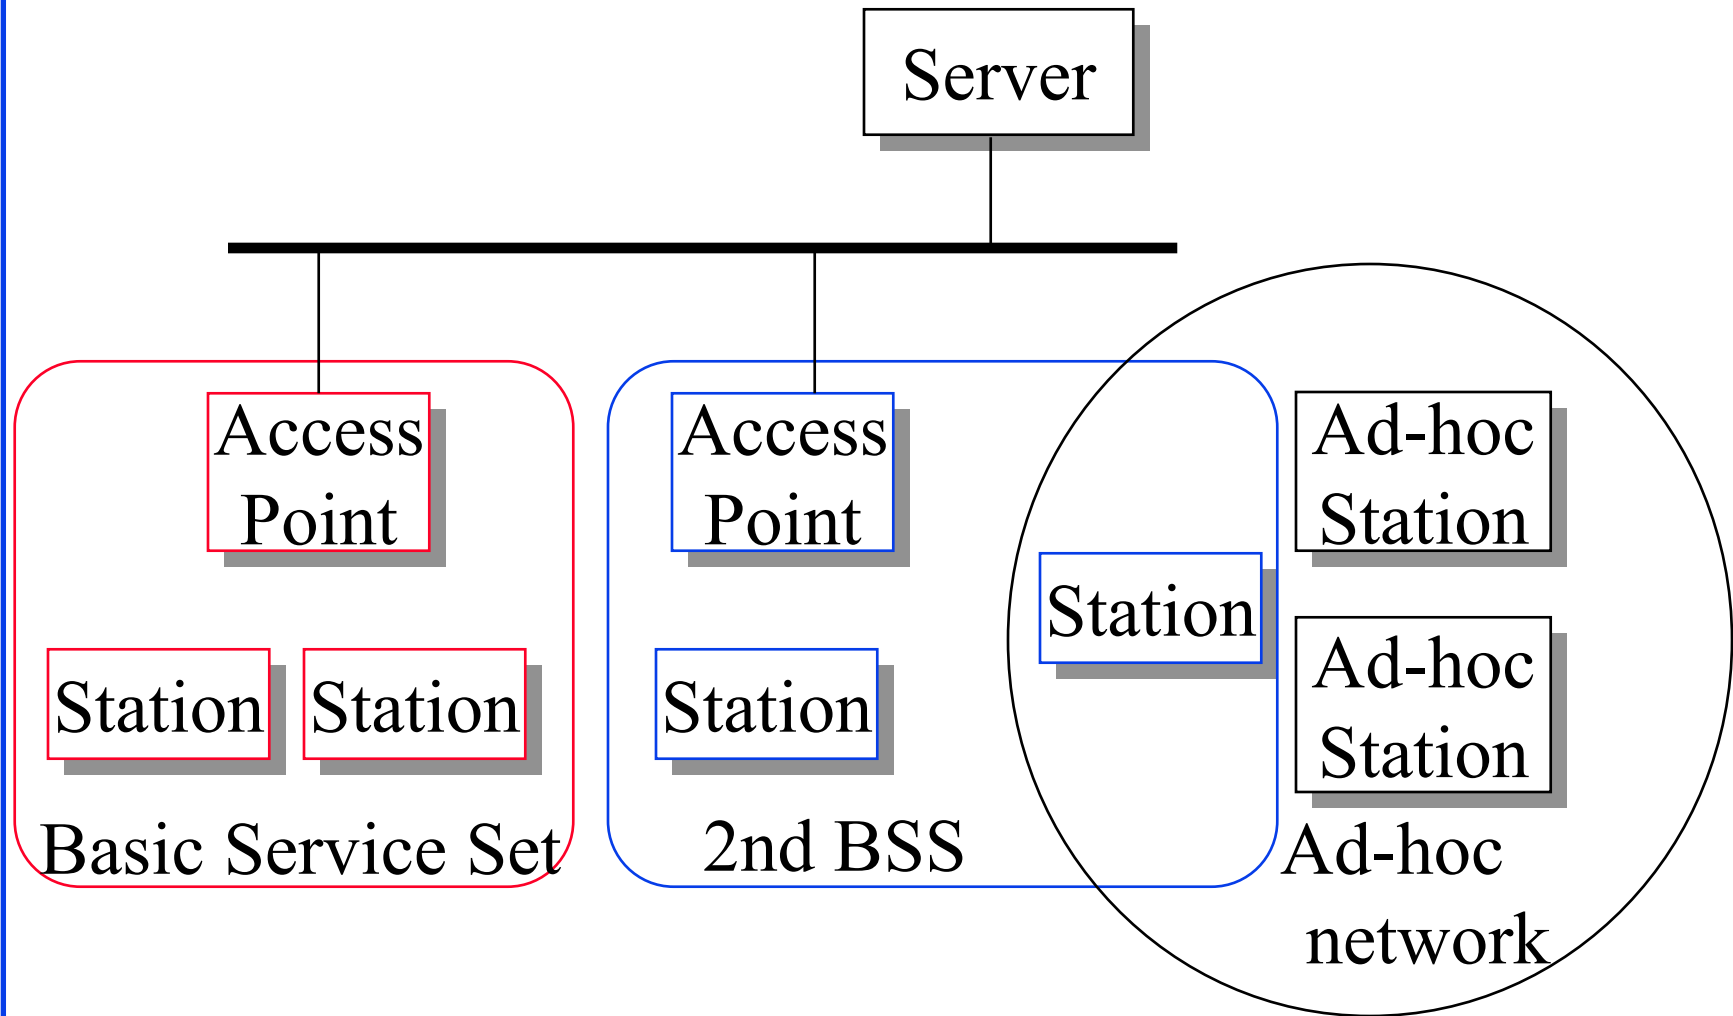 Server
Access
Point
Access
Point
Ad-hoc
Station
Station
Ad-hoc
Station
Station
Station
Station
Basic Service Set
2nd BSS
Ad-hoc
network